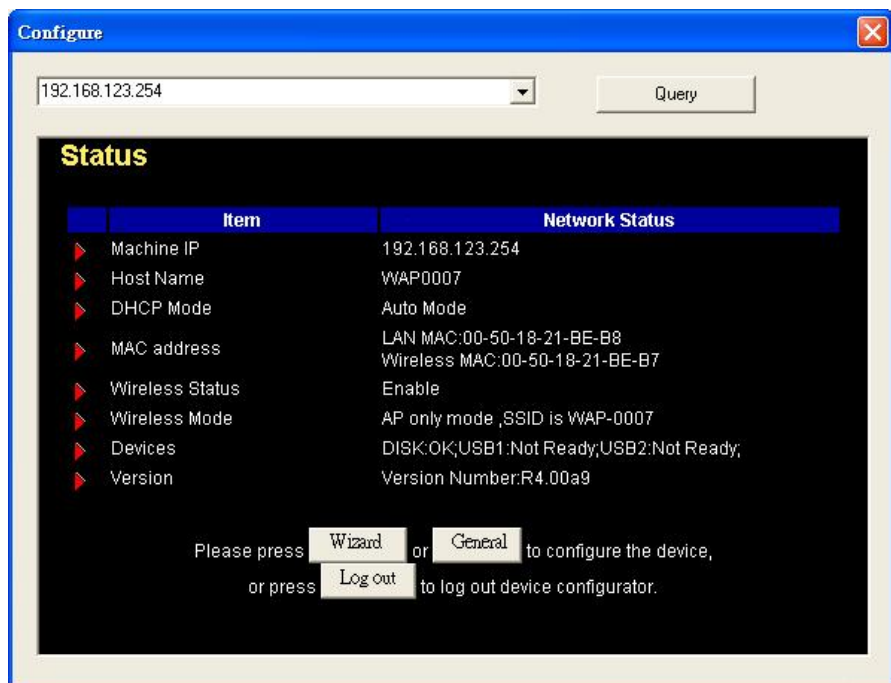 Configure
192.168.123.254
Query
Status
Item Network Status
Machine IP 192.168.123.254
Host Name WAP0007
DHCP Mode Auto Mode
MAC address LAN MAC:00-50-18-21-BE-B8
Wireless MAC:00-50-18-21-BE-B7
Wireless Status Enable
Wireless Mode AP only mode ,SSID is WAP-0007
Devices DISK:OK;USB1:Not Ready;USB2:Not Ready;
Version Version Number:R4.00a9
Please press Wizard or General to configure the device,
or press Log out to log out device configurator.